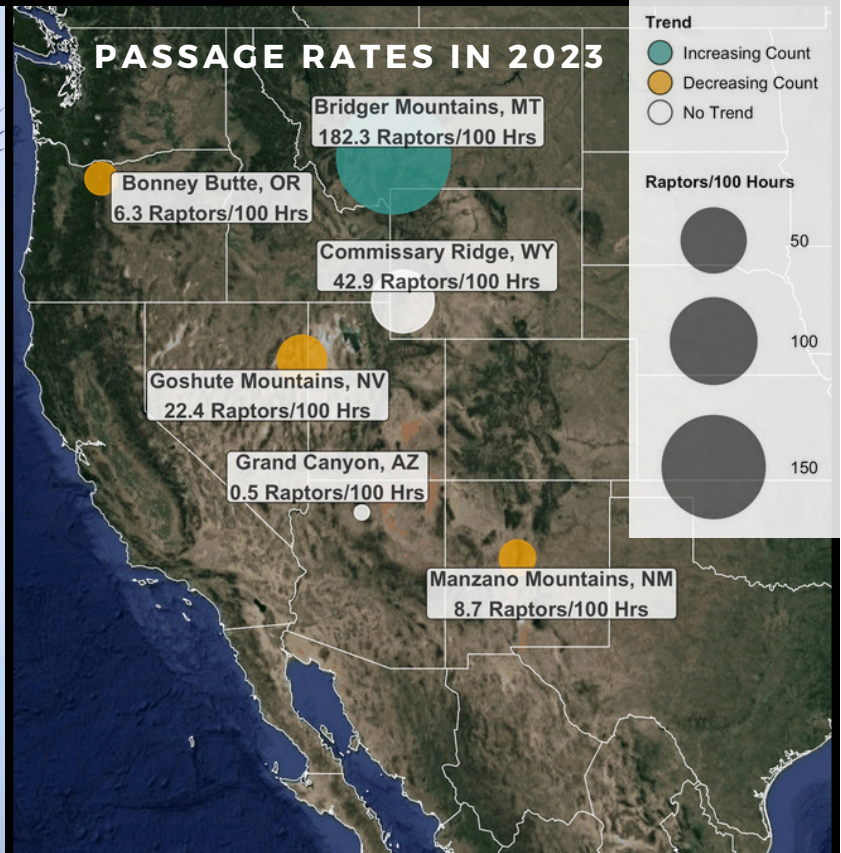 PASSAGE RATES IN 2023
Trend
Increasing Count
Decreasing Count
No Trend
Raptors/100 Hours
50
100
150
Bridger Mountains, MT
182.3 Raptors/100 Hrs
Bonney Butte, OR
6.3 Raptors/100 Hrs
Commissary Ridge, WY
42.9 Raptors/100 Hrs
Goshute Mountains, NV
22.4 Raptors/100 Hrs
Grand Canyon, AZ
0.5 Raptors/100 Hrs
Manzano Mountains, NM
8.7 Raptors/100 Hrs